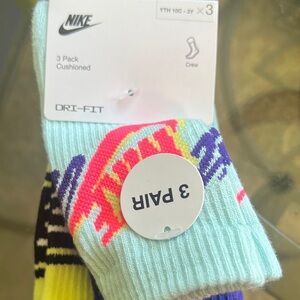 NIKE
YTH 10C - 3Y ×3
3 Pack
Cushioned
Crew
DRI-FIT
3 PAIR